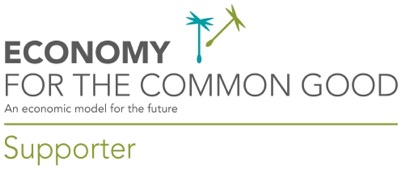 ECONOMY
FOR THE COMMON GOOD
An economic model for the future
Supporter